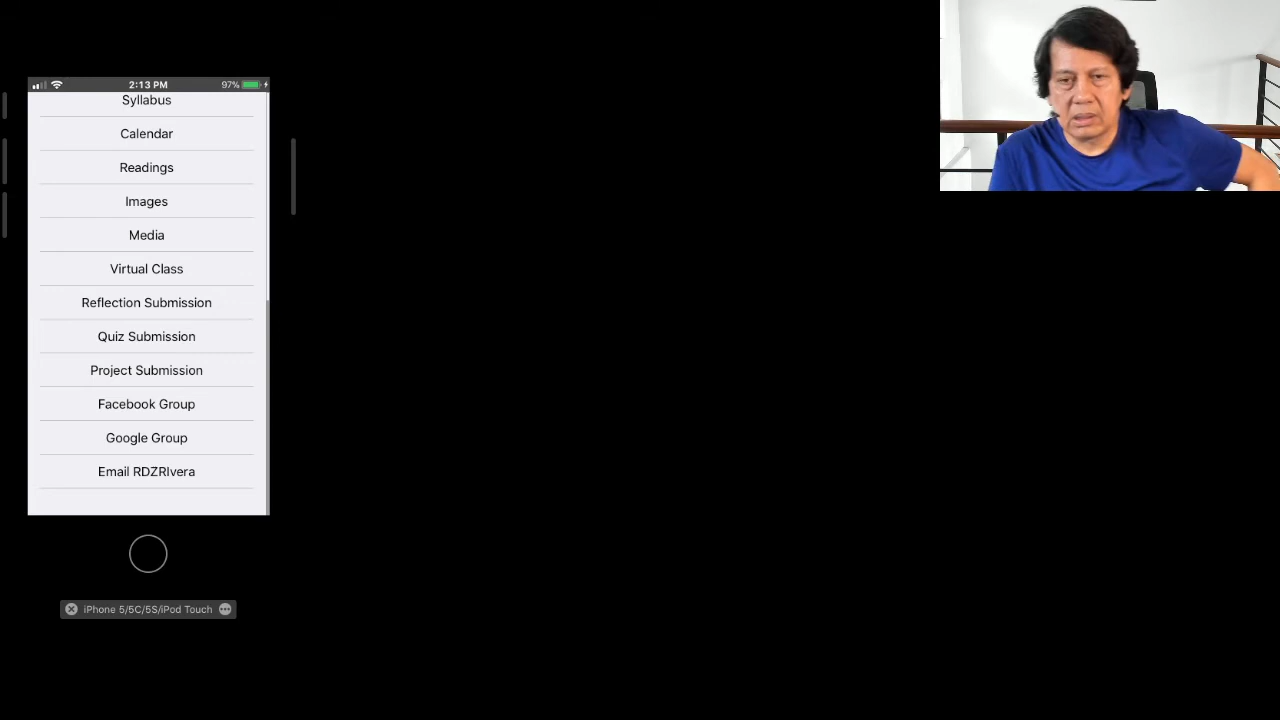 2:13 PM
97%
Syllabus
Calendar
Readings
Images
Media
Virtual Class
Reflection Submission
Quiz Submission
Project Submission
Facebook Group
Google Group
Email RDZRIvera
iPhone 5/5C/5S/iPod Touch